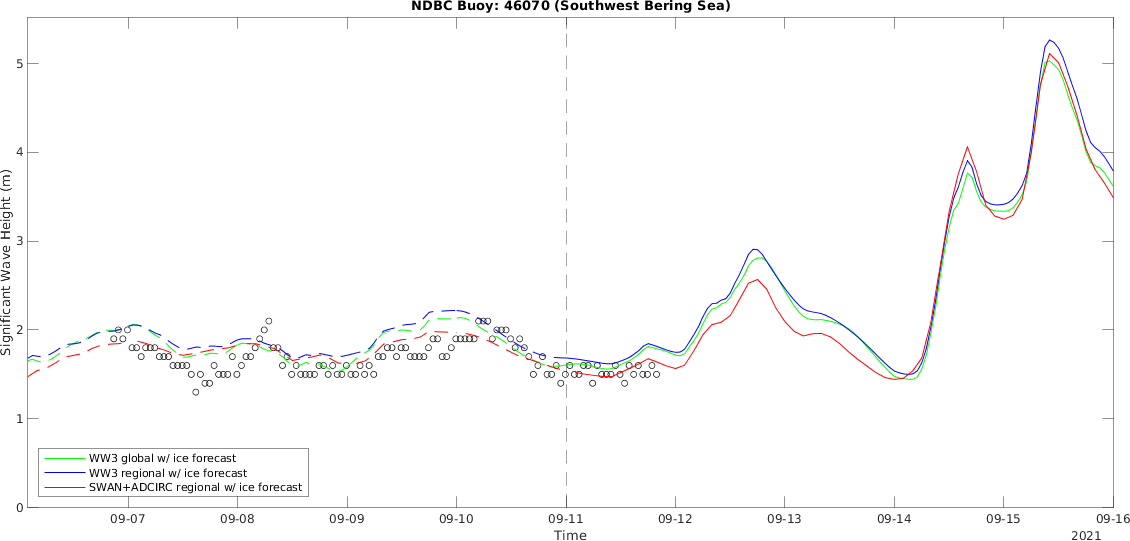 NDBC Buoy: 46070 (Southwest Bering Sea)
Significant Wave Height (m)
5
4
3
2
1
0
WW3 global w/ ice forecast
WW3 regional w/ ice forecast
SWAN+ADCIRC regional w/ ice forecast
09-07 09-08 09-09 09-10 09-11 09-12 09-13 09-14 09-15 09-16
Time
2021